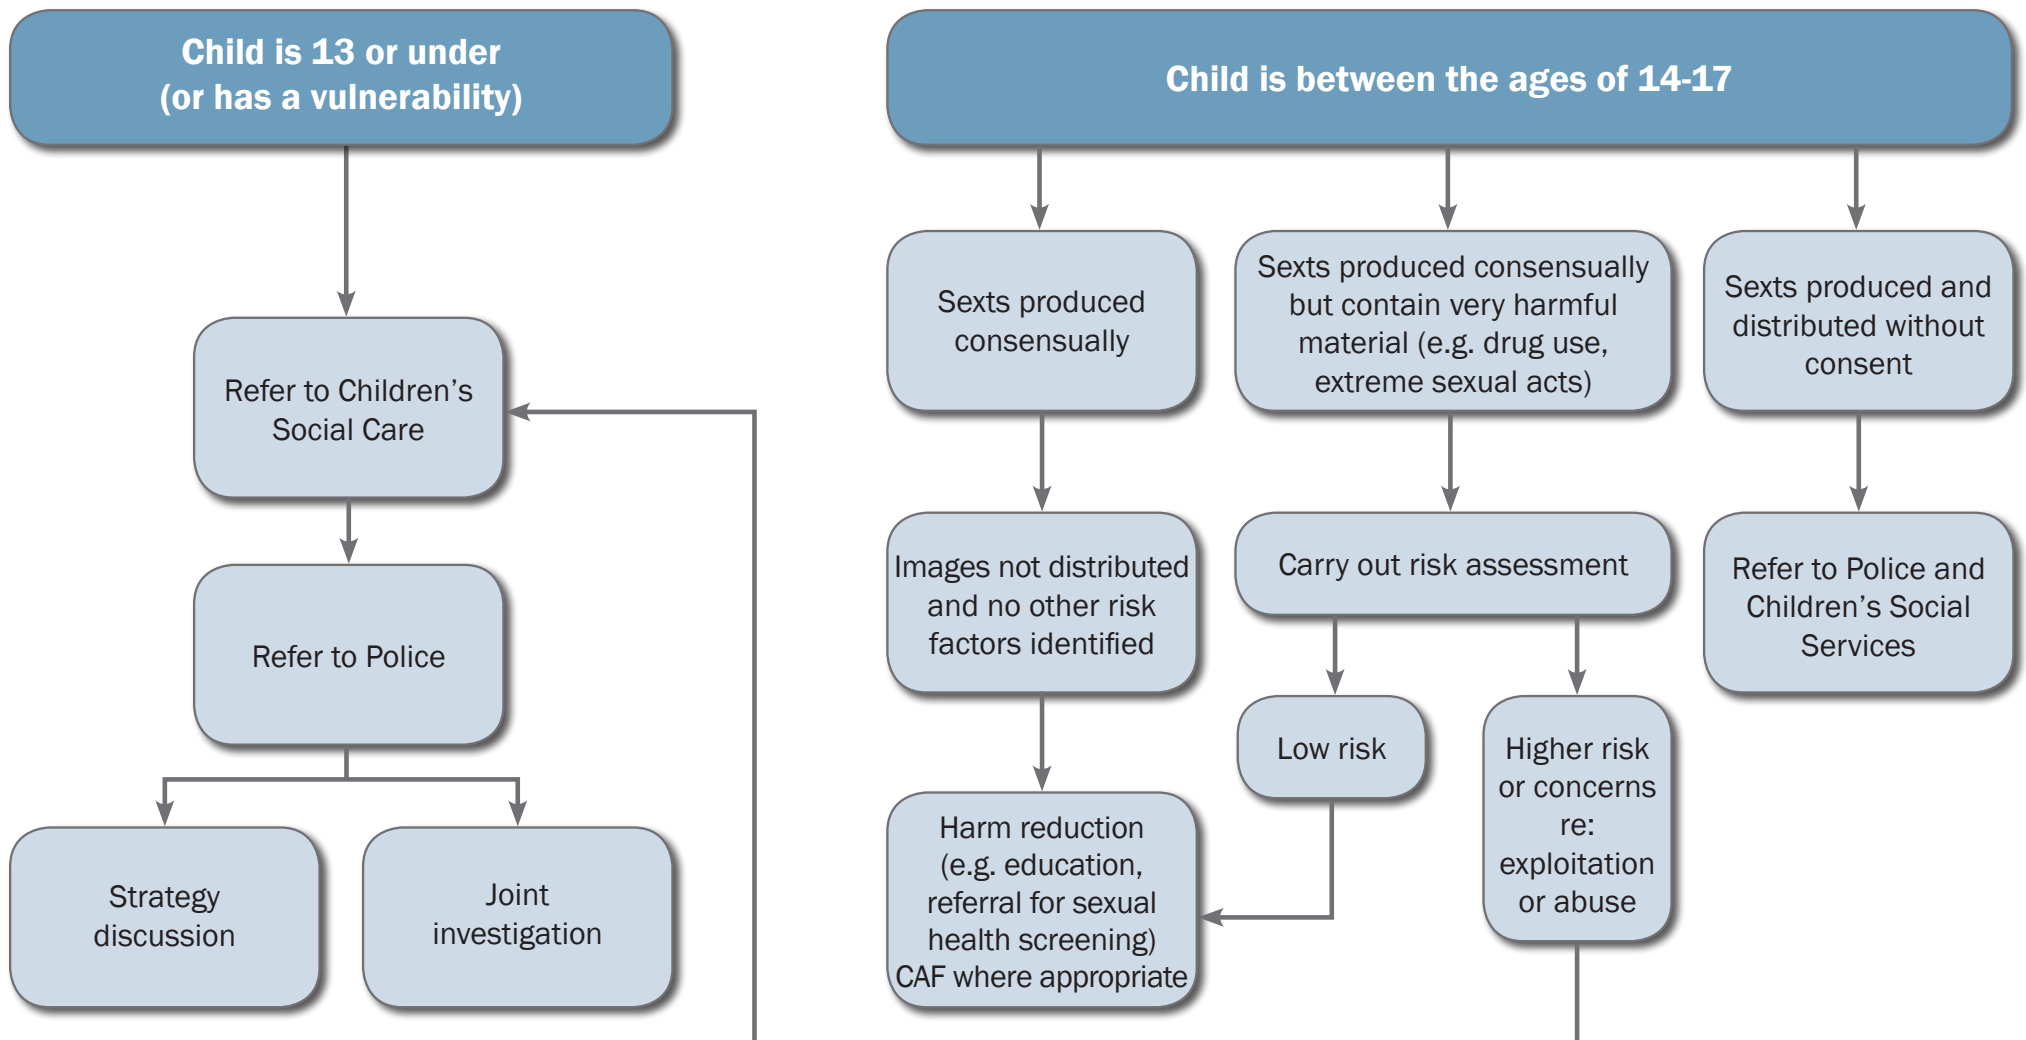 Child is 13 or under
(or has a vulnerability)
Refer to Children’s
Social Care
Refer to Police
Strategy
discussion
Joint
investigation
Child is between the ages of 14-17
Sexts produced
consensually
Images not distributed
and no other risk
factors identified
Harm reduction
(e.g. education,
referral for sexual
health screening)
CAF where appropriate
Sexts produced consensually
but contain very harmful
material (e.g. drug use,
extreme sexual acts)
Carry out risk assessment
Low risk
Higher risk
or concerns
re:
exploitation
or abuse
Sexts produced and
distributed without
consent
Refer to Police and
Children’s Social
Services